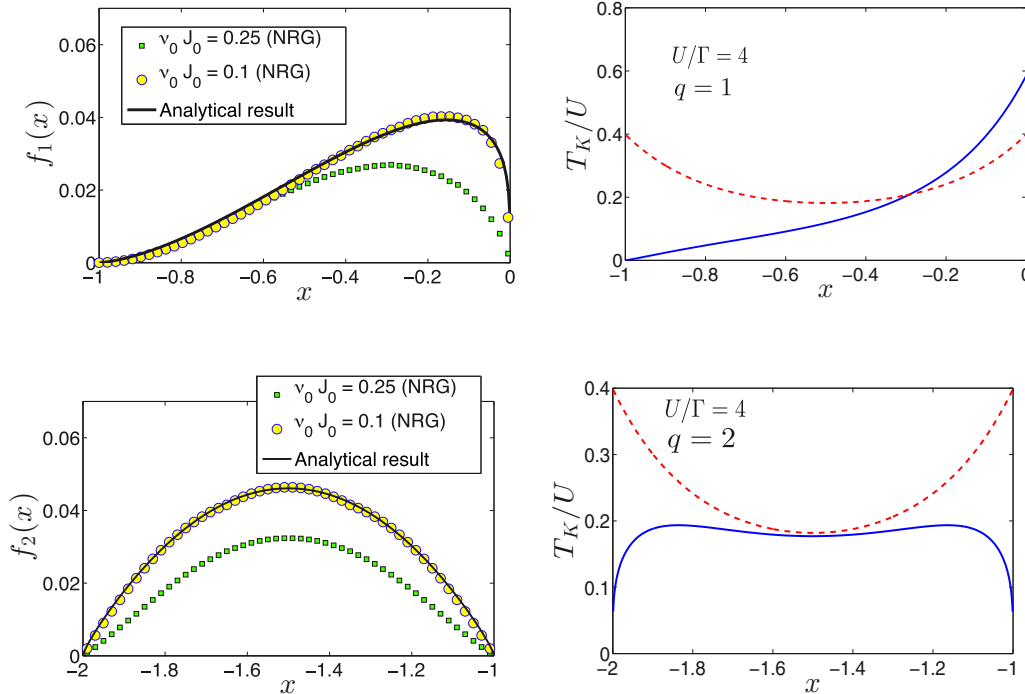 0.06
0.04
0.02
0
f₁(x)
ν₀ J₀ = 0.25 (NRG)
ν₀ J₀ = 0.1 (NRG)
Analytical result
−1 −0.8 −0.6 −0.4 −0.2 0
x
0.8
0.6
0.4
0.2
0
T_K/U
U/Γ = 4
q = 1
−1 −0.8 −0.6 −0.4 −0.2 0
x
0.06
0.04
0.02
0
f₂(x)
ν₀ J₀ = 0.25 (NRG)
ν₀ J₀ = 0.1 (NRG)
Analytical result
−2 −1.8 −1.6 −1.4 −1.2 −1
x
0.4
0.3
0.2
0.1
0
T_K/U
U/Γ = 4
q = 2
−2 −1.8 −1.6 −1.4 −1.2 −1
x